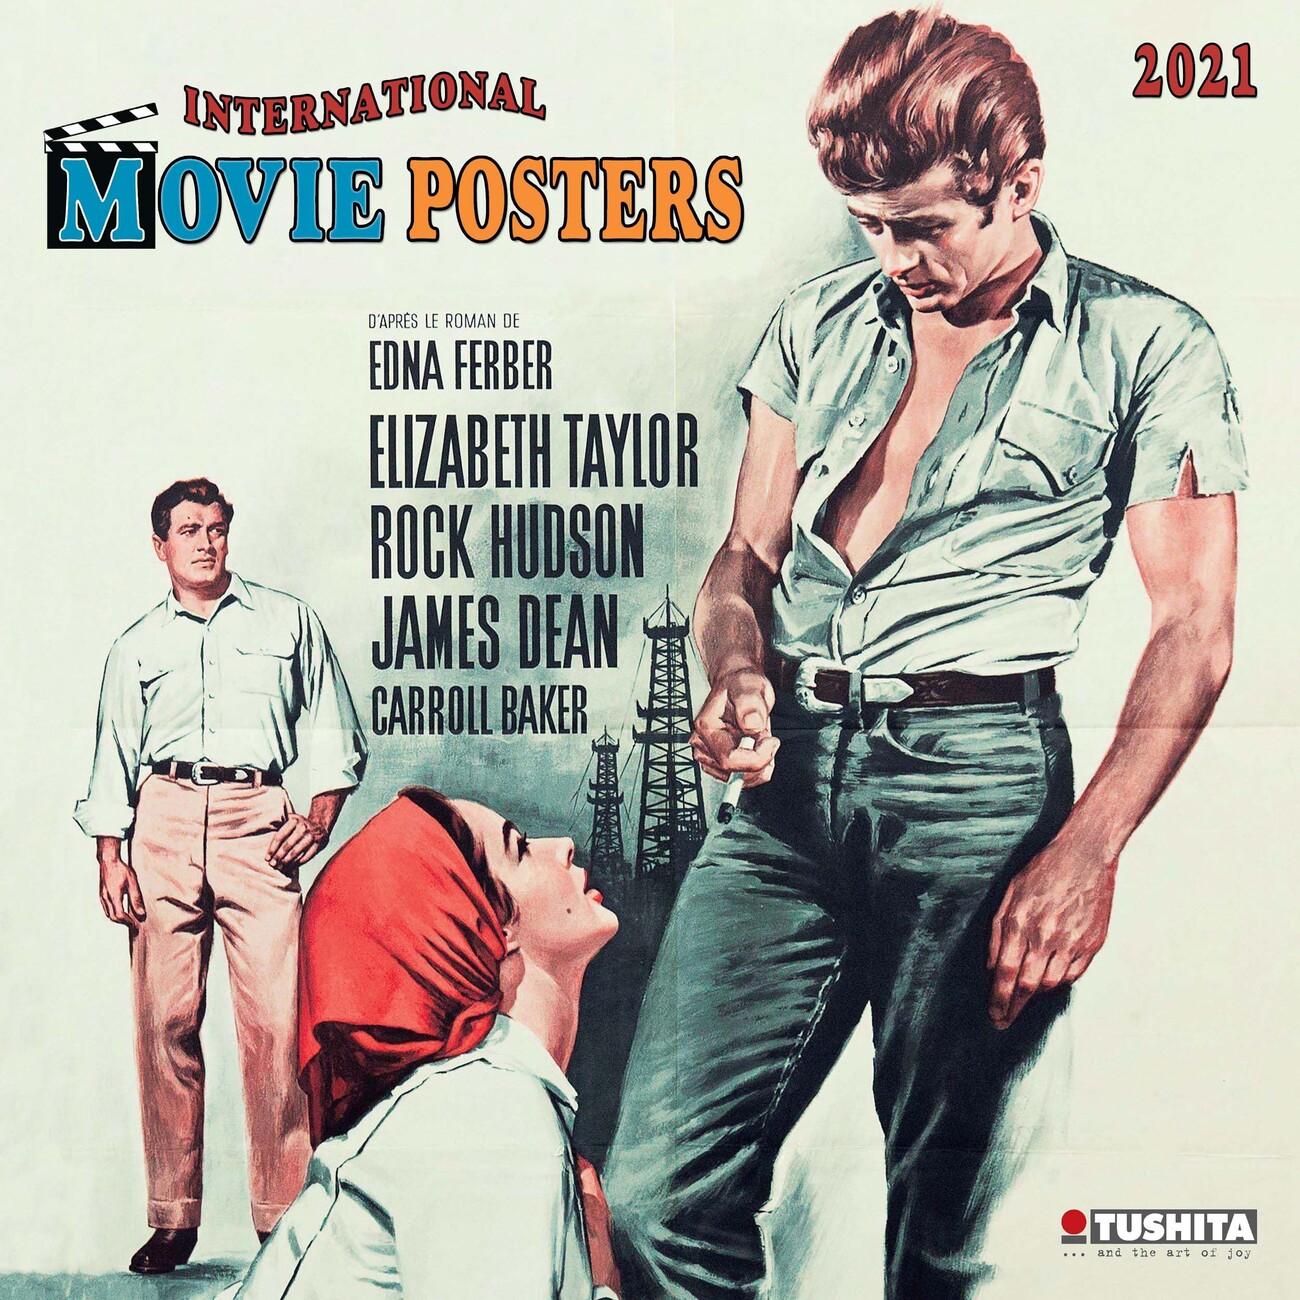 INTERNATIONAL
MOVIE POSTERS
2021
D'APRÈS LE ROMAN DE
EDNA FERBER
ELIZABETH TAYLOR
ROCK HUDSON
JAMES DEAN
CARROLL BAKER
TUSHITA
... and the art of joy